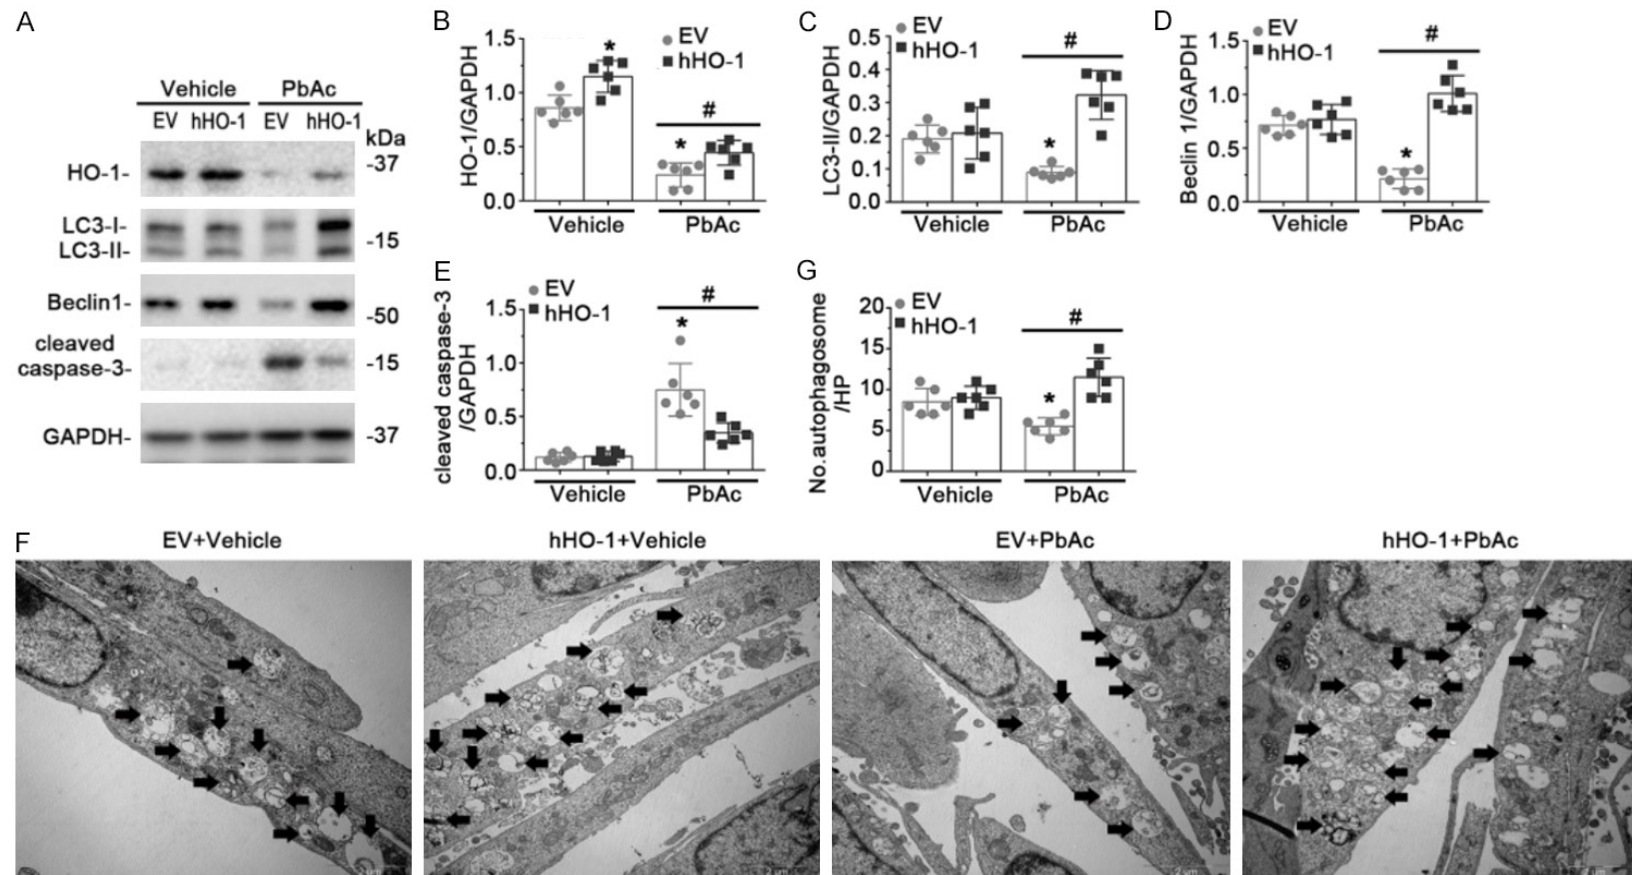 A
Vehicle PbAc
EV hHO-1 EV hHO-1
kDa
HO-1- -37
LC3-I-
LC3-II- -15
Beclin1- -50
cleaved
caspase-3- -15
GAPDH- -37
B
HO-1/GAPDH
1.5
1.0
0.5
0.0
EV
hHO-1
*
*
#
Vehicle PbAc
C
LC3-II/GAPDH
0.5
0.4
0.3
0.2
0.1
0.0
EV
hHO-1
*
#
Vehicle PbAc
D
Beclin 1/GAPDH
1.5
1.0
0.5
0.0
EV
hHO-1
*
#
Vehicle PbAc
E
cleaved caspase-3
/GAPDH
1.5
1.0
0.5
0.0
EV
hHO-1
*
#
Vehicle PbAc
G
No.autophagosome
/HP
20
15
10
5
0
EV
hHO-1
*
#
Vehicle PbAc
F
EV+Vehicle hHO-1+Vehicle EV+PbAc hHO-1+PbAc